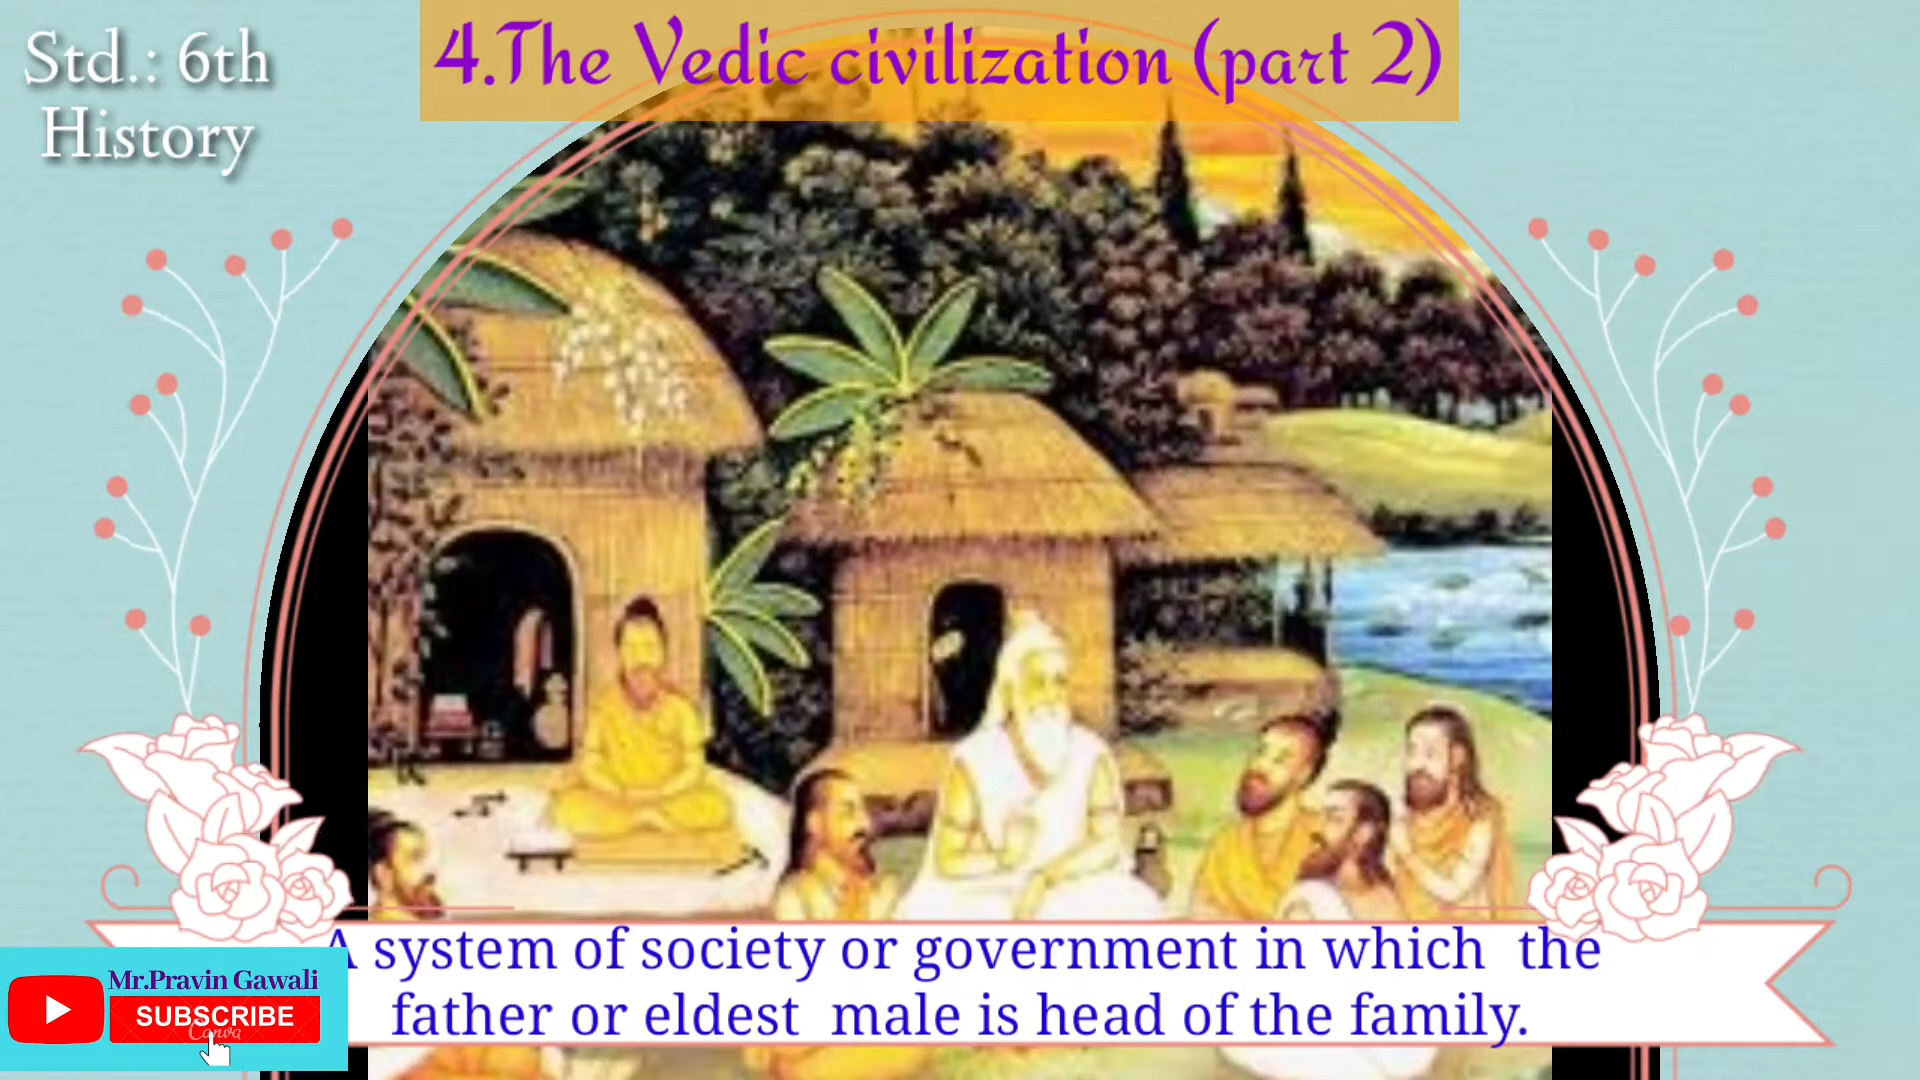 Std.: 6th
History
4.The Vedic civilization (part 2)
A system of society or government in which the
father or eldest male is head of the family.
Mr.Pravin Gawali
SUBSCRIBE
Canva